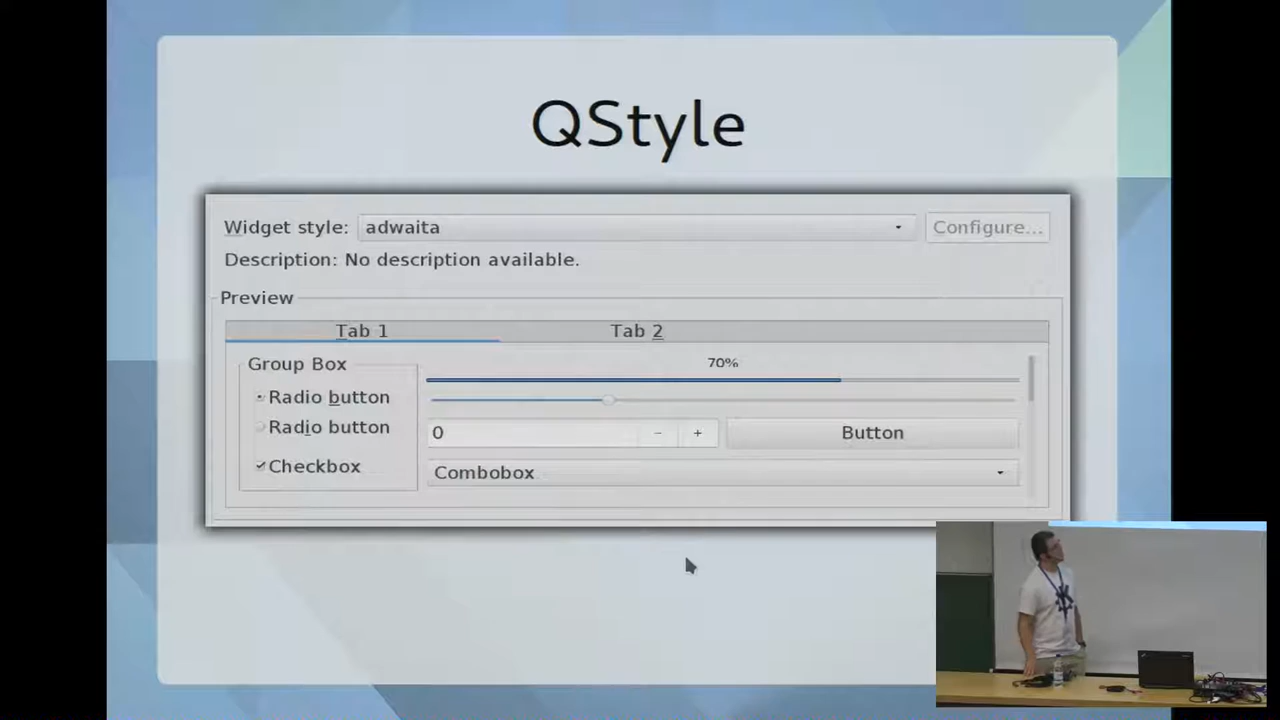 QStyle
Widget style: adwaita Configure...
Description: No description available.
Preview
Tab 1 Tab 2
Group Box
70%
Radio button
Radio button
0 − + Button
Checkbox
Combobox